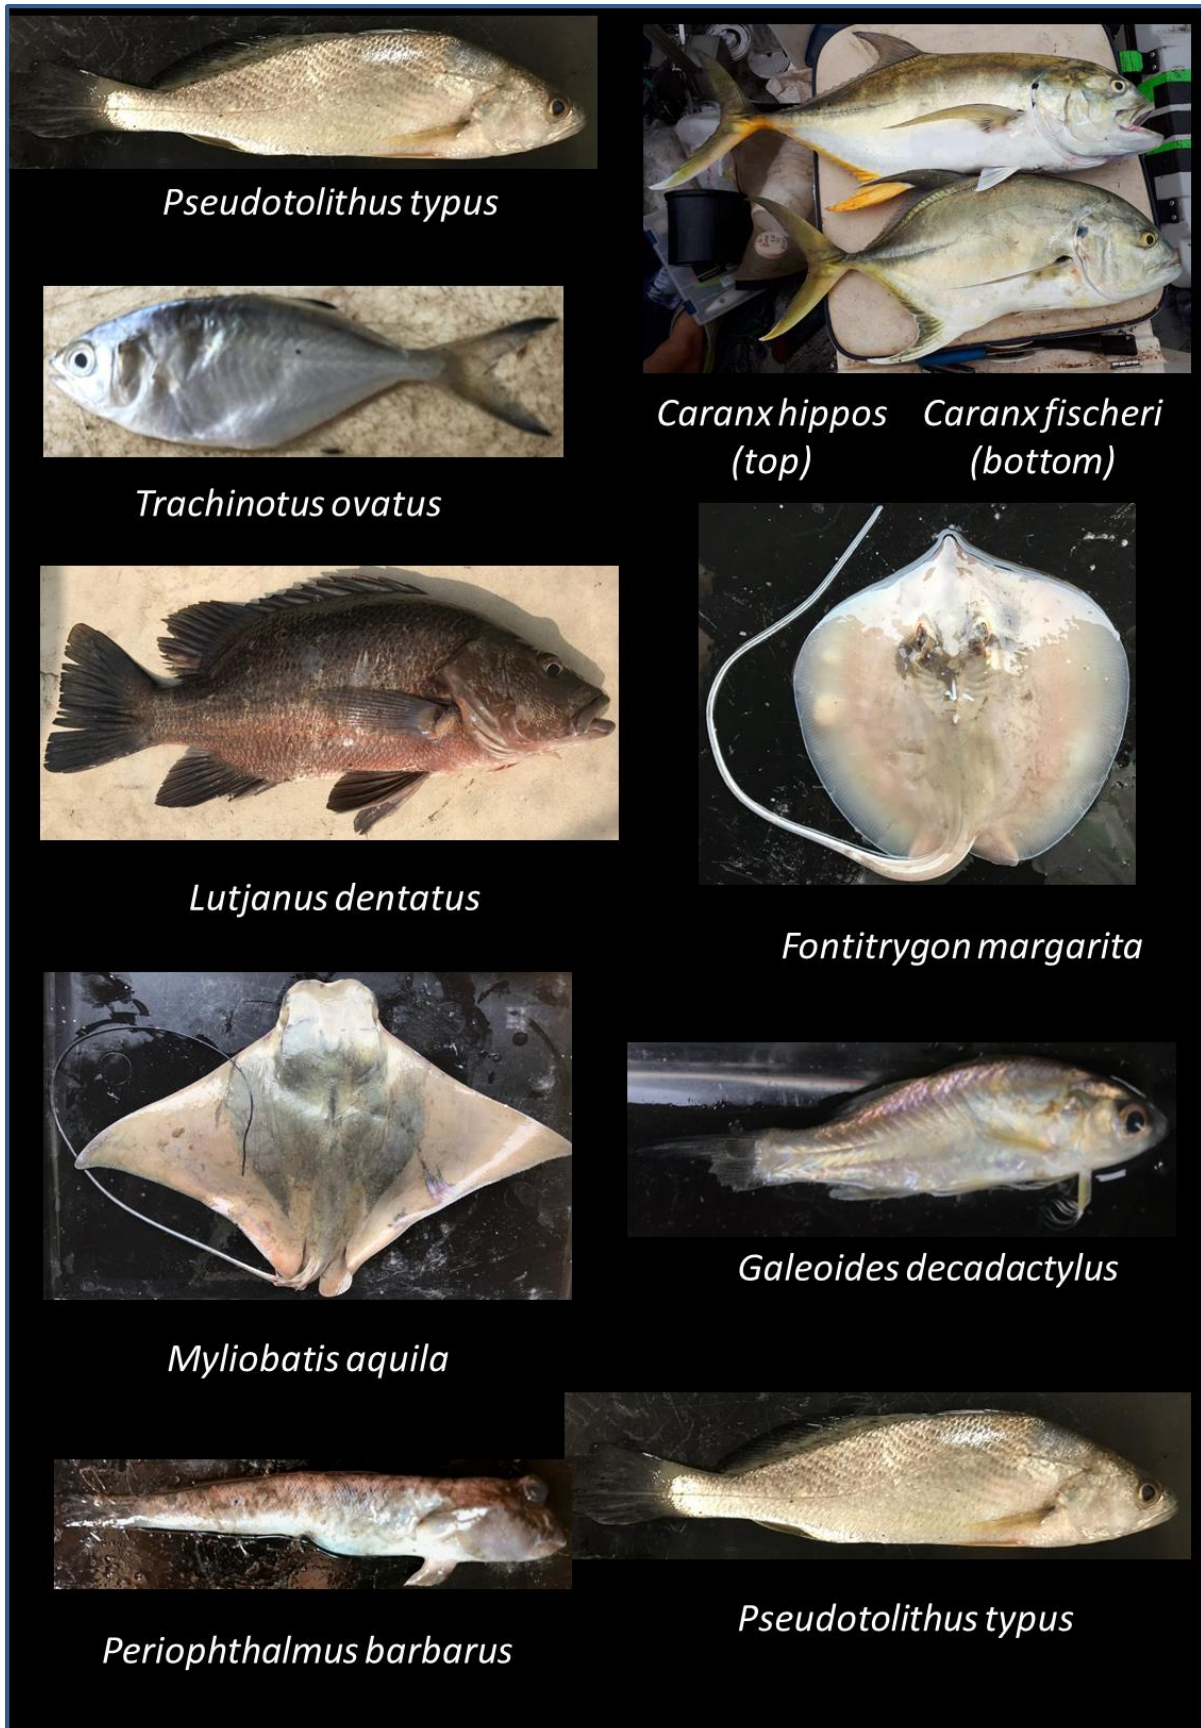 Pseudotolithus typus
Caranx hippos
(top)
Caranx fischeri
(bottom)
Trachinotus ovatus
Lutjanus dentatus
Fontitrygon margarita
Galeoides decadactylus
Myliobatis aquila
Pseudotolithus typus
Periophthalmus barbarus